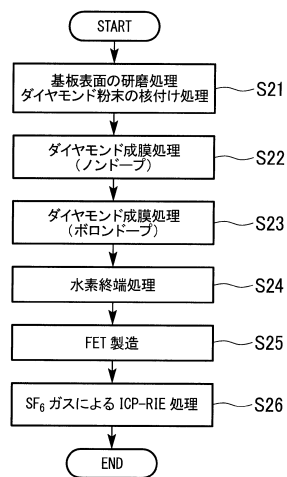 START
基板表面の研磨処理
ダイヤモンド粉末の核付け処理
S21
ダイヤモンド成膜処理
(ノンドープ)
S22
ダイヤモンド成膜処理
(ボロンドープ)
S23
水素終端処理
S24
FET 製造
S25
SF6 ガスによる ICP-RIE 処理
S26
END